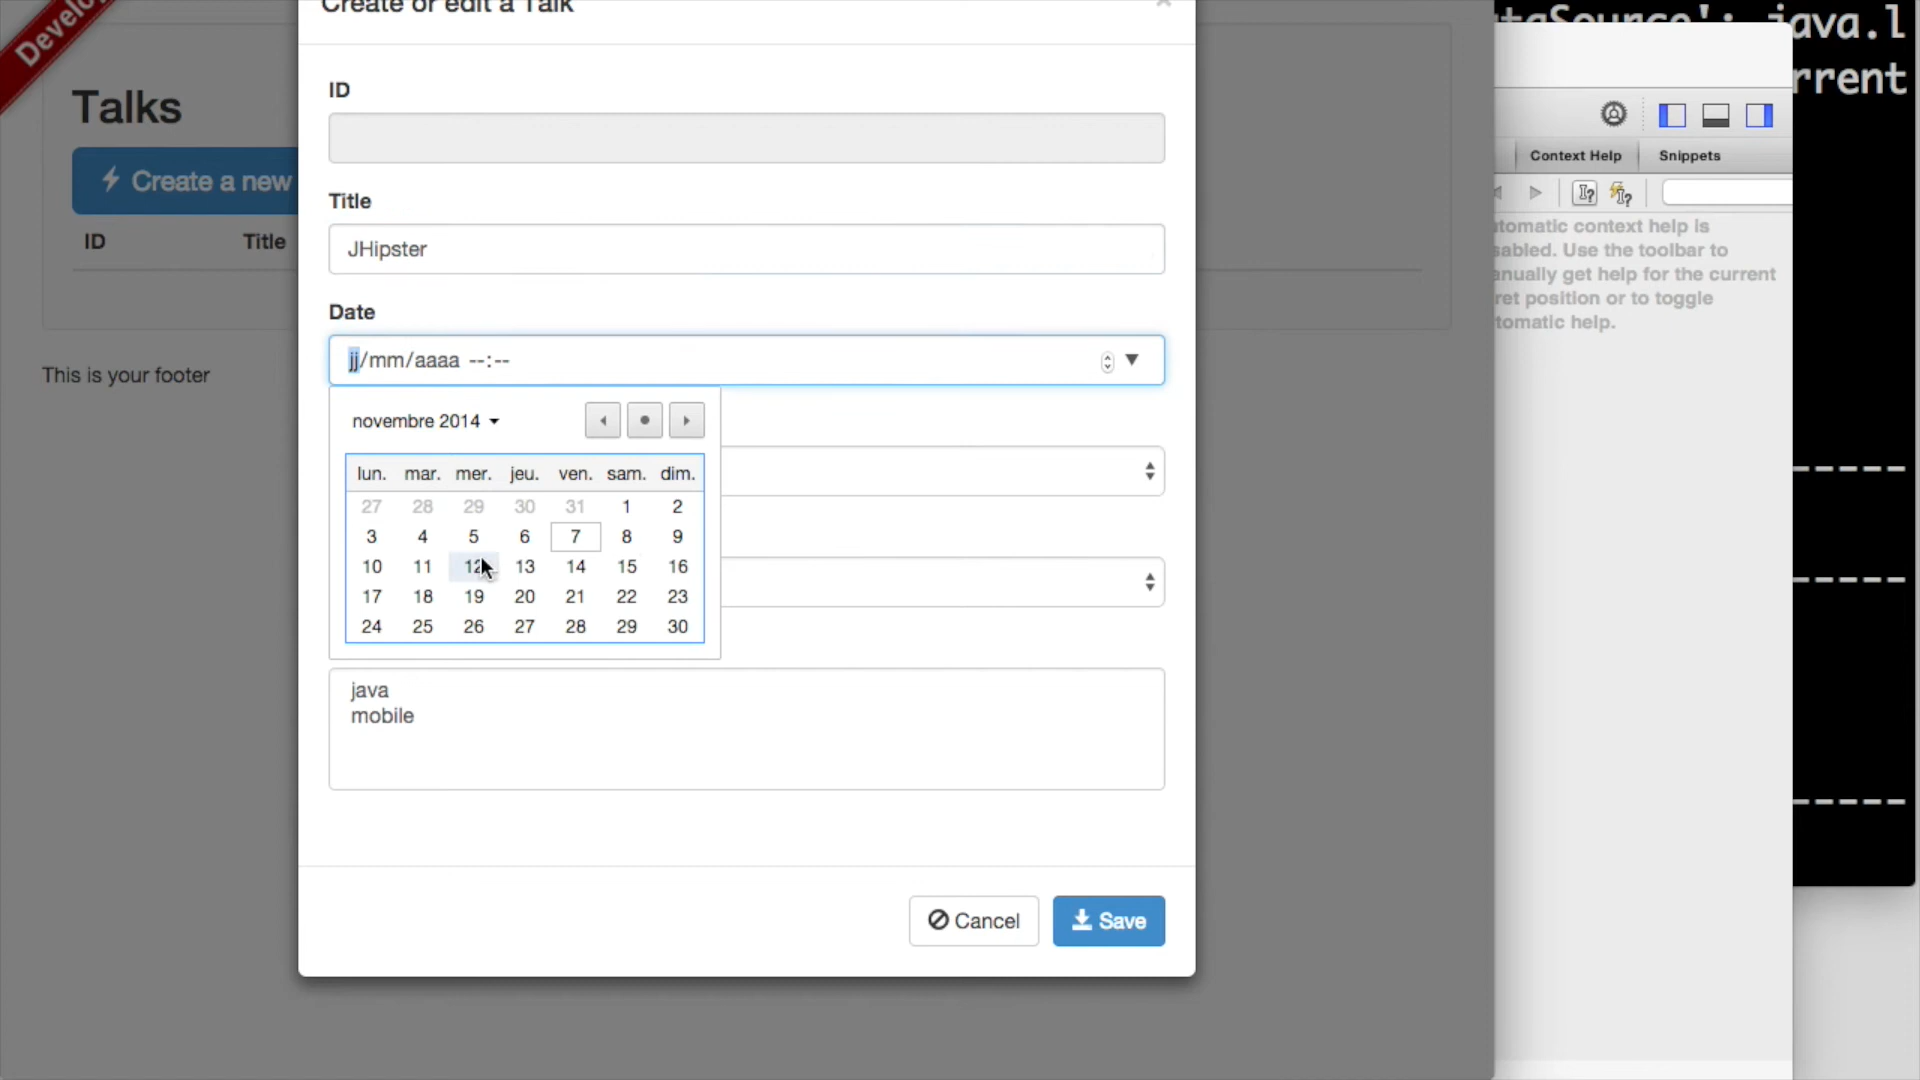 Create or edit a Talk
×
Develop
taSource': java.l
rrent
Talks
Create a new
ID
Title
This is your footer
ID
Title
JHipster
Date
jj/mm/aaaa --:--
novembre 2014
lun. mar. mer. jeu. ven. sam. dim.
27 28 29 30 31 1 2
3 4 5 6 7 8 9
10 11 12 13 14 15 16
17 18 19 20 21 22 23
24 25 26 27 28 29 30
java
mobile
Cancel
Save
Context Help
Snippets
tomatic context help is
sabled. Use the toolbar to
anually get help for the current
ret position or to toggle
tomatic help.
-----
-----
-----